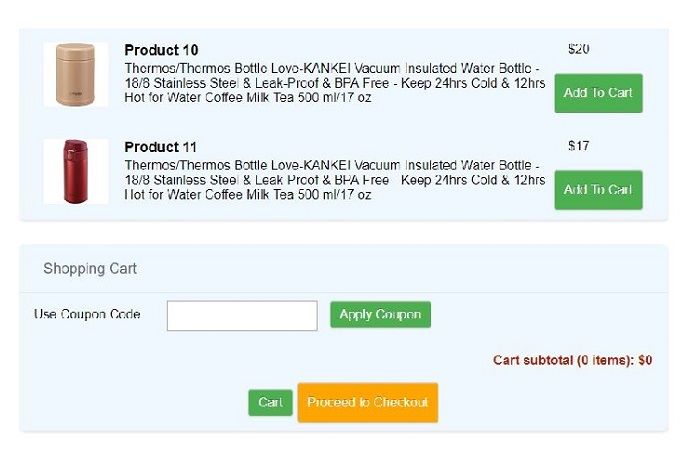 Product 10
$20
Thermos/Thermos Bottle Love-KANKEI Vacuum Insulated Water Bottle -
18/8 Stainless Steel & Leak-Proof & BPA Free - Keep 24hrs Cold & 12hrs
Hot for Water Coffee Milk Tea 500 ml/17 oz
Add To Cart
Product 11
$17
Thermos/Thermos Bottle Love-KANKEI Vacuum Insulated Water Bottle -
18/8 Stainless Steel & Leak Proof & BPA Free - Keep 24hrs Cold & 12hrs
Hot for Water Coffee Milk Tea 500 ml/17 oz
Add To Cart
Shopping Cart
Use Coupon Code
Apply Coupon
Cart subtotal (0 items): $0
Cart
Proceed to Checkout